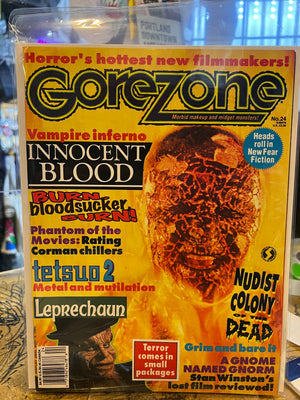 PORTLAND
DOWNTOWN
Horror's hottest new filmmakers!
GOREZONE
No.24
Morbid makeup and midget monsters!
Vampire inferno
INNOCENT
BLOOD
Heads
roll in
New Fear
Fiction
BURN
bloodsucker
BURN!
Phantom of the
Movies: Rating
Corman chillers
tetsuo 2
Metal and mutilation
Leprechaun
NUDIST
COLONY
OF THE
DEAD
Grim and bare it
Terror
comes in
small
packages
A GNOME
NAMED GNORM
Stan Winston's
lost film reviewed!